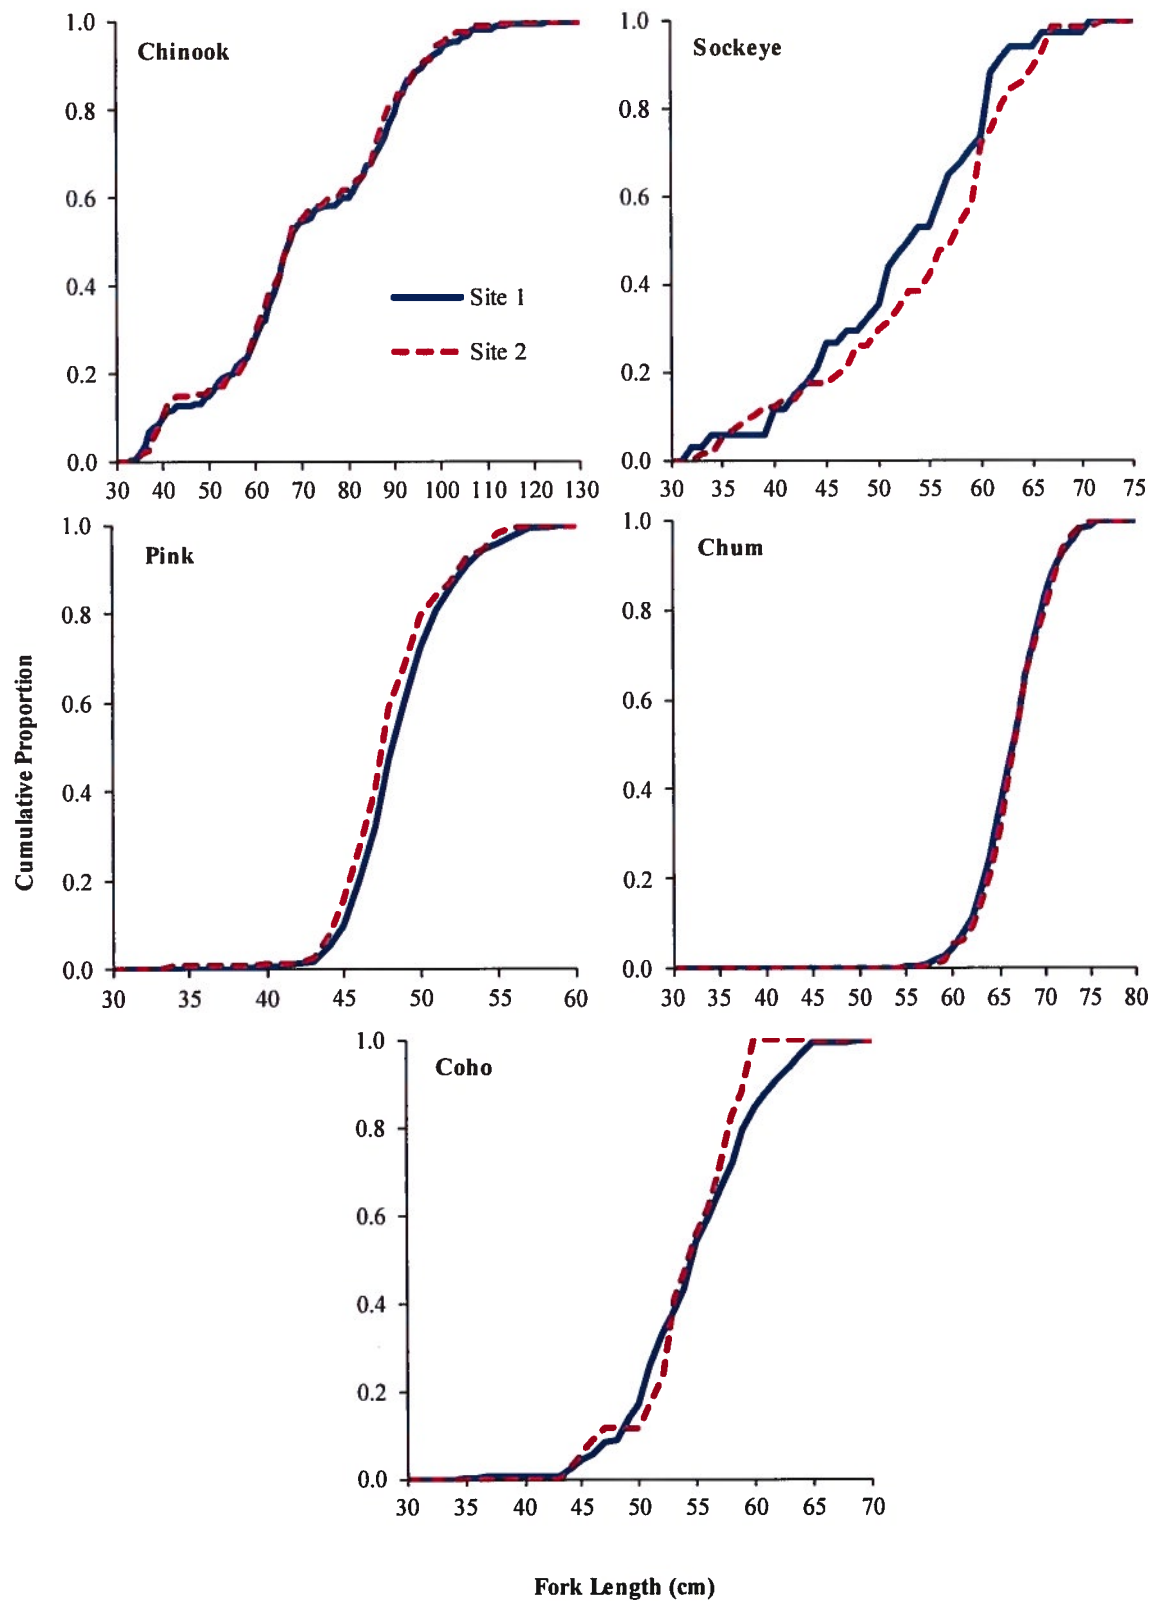 Chinook
1.0
0.8
0.6
0.4
0.2
0.0
30 40 50 60 70 80 90 100 110 120 130
Site 1
Site 2
Sockeye
1.0
0.8
0.6
0.4
0.2
0.0
30 35 40 45 50 55 60 65 70 75
Cumulative Proportion
Pink
1.0
0.8
0.6
0.4
0.2
0.0
30 35 40 45 50 55 60
Chum
1.0
0.8
0.6
0.4
0.2
0.0
30 35 40 45 50 55 60 65 70 75 80
Coho
1.0
0.8
0.6
0.4
0.2
0.0
30 35 40 45 50 55 60 65 70
Fork Length (cm)